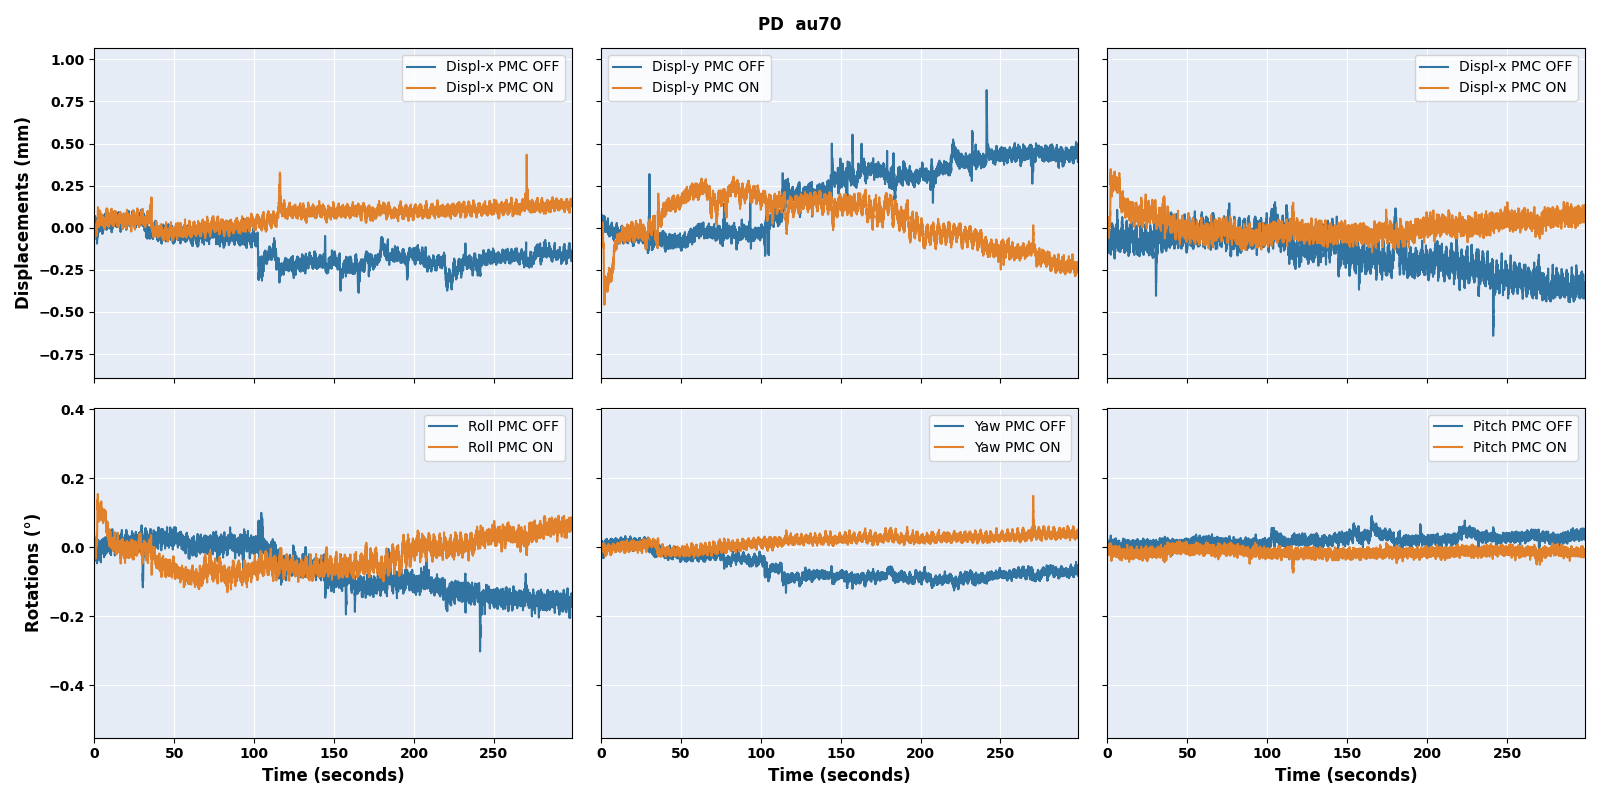 PD au70
Displacements (mm)
1.00
0.75
0.50
0.25
0.00
−0.25
−0.50
−0.75
Displ-x PMC OFF
Displ-x PMC ON
Displ-y PMC OFF
Displ-y PMC ON
Displ-x PMC OFF
Displ-x PMC ON
Rotations (°)
0.4
0.2
0.0
−0.2
−0.4
Roll PMC OFF
Roll PMC ON
Yaw PMC OFF
Yaw PMC ON
Pitch PMC OFF
Pitch PMC ON
0 50 100 150 200 250
0 50 100 150 200 250
0 50 100 150 200 250
Time (seconds)
Time (seconds)
Time (seconds)